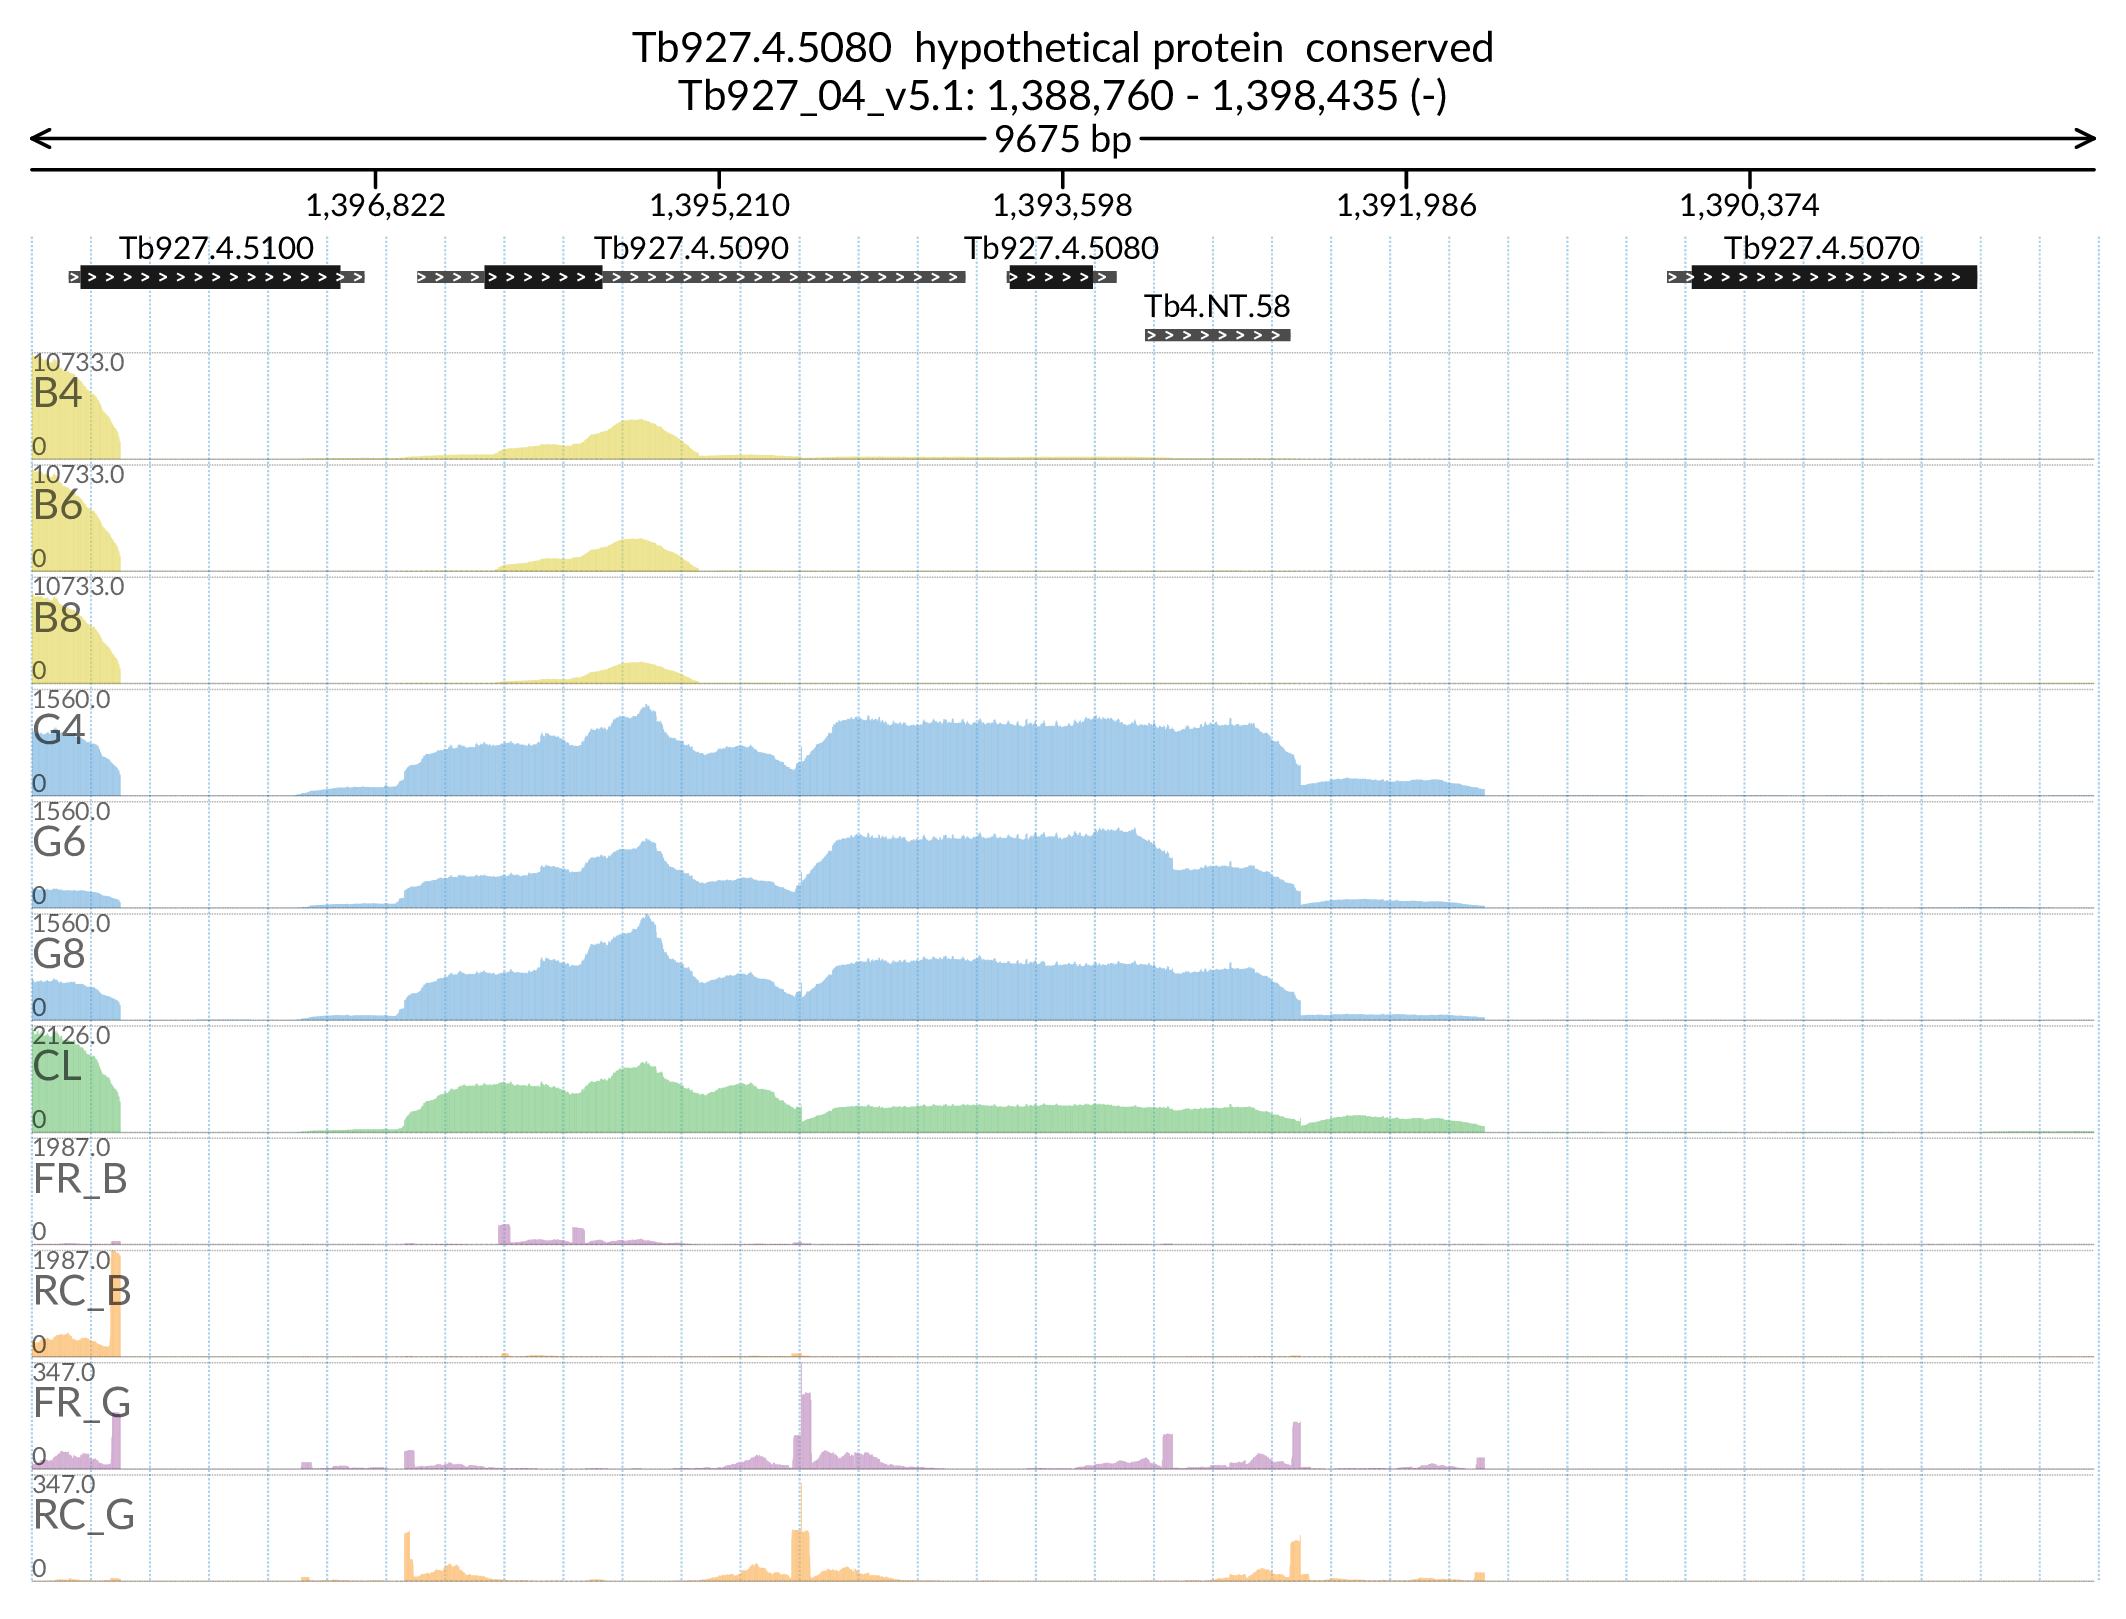 Tb927.4.5080  hypothetical protein  conserved
Tb927_04_v5.1: 1,388,760 - 1,398,435 (-)
9675 bp
1,396,822 1,395,210 1,393,598 1,391,986 1,390,374
Tb927.4.5100 Tb927.4.5090 Tb927.4.5080 Tb927.4.5070
Tb4.NT.58
10733.0
B4
0
10733.0
B6
0
10733.0
B8
0
1560.0
G4
0
1560.0
G6
0
1560.0
G8
0
2126.0
CL
0
1987.0
FR_B
0
1987.0
RC_B
0
347.0
FR_G
0
347.0
RC_G
0